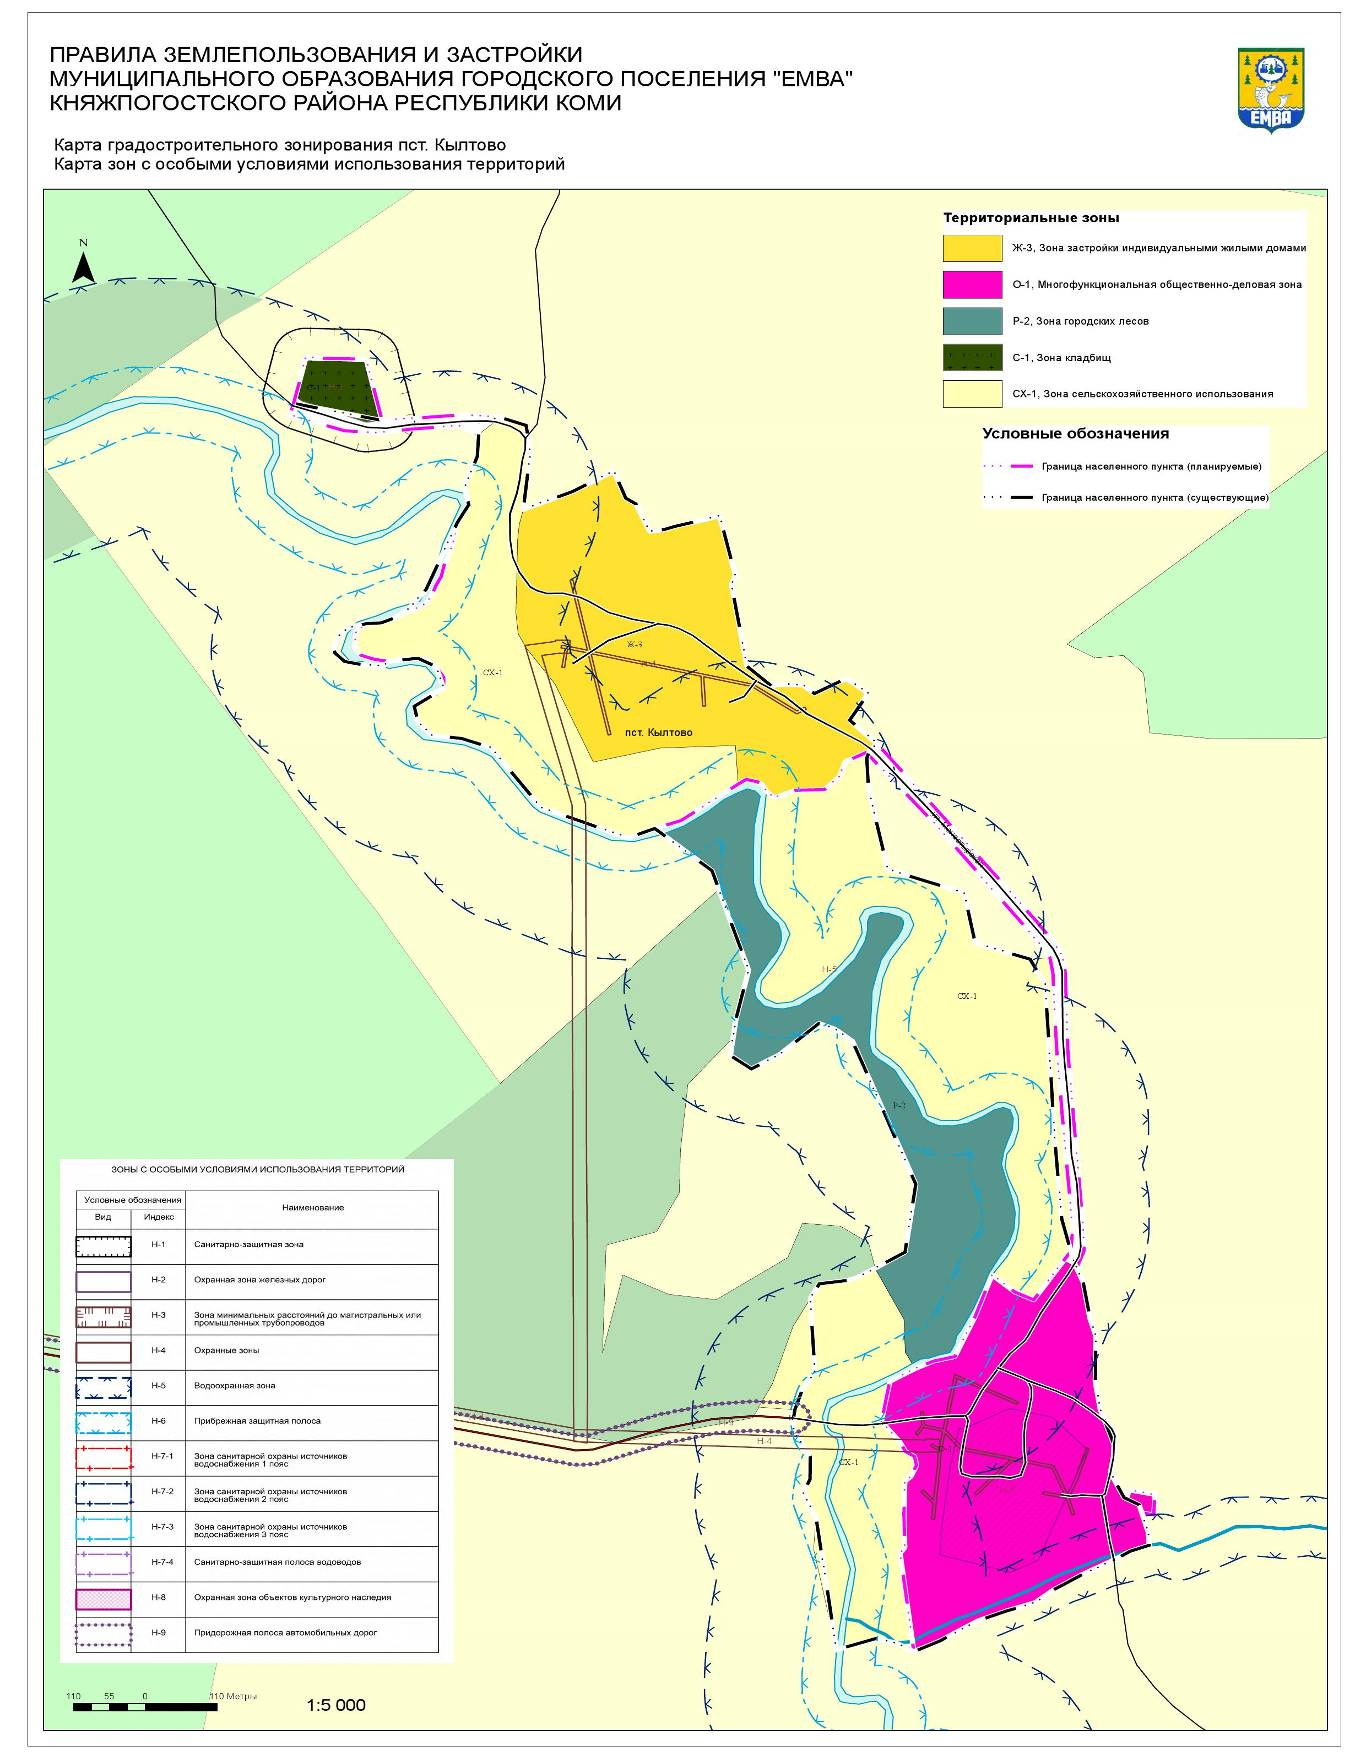 ПРАВИЛА ЗЕМЛЕПОЛЬЗОВАНИЯ И ЗАСТРОЙКИ
МУНИЦИПАЛЬНОГО ОБРАЗОВАНИЯ ГОРОДСКОГО ПОСЕЛЕНИЯ "ЕМВА"
КНЯЖПОГОСТСКОГО РАЙОНА РЕСПУБЛИКИ КОМИ
ЕМВА
Карта градостроительного зонирования пст. Кылтово
Карта зон с особыми условиями использования территорий
N
Территориальные зоны
Ж-3, Зона застройки индивидуальными жилыми домами
О-1, Многофункциональная общественно-деловая зона
Р-2, Зона городских лесов
С-1, Зона кладбищ
СХ-1, Зона сельскохозяйственного использования
Условные обозначения
Граница населенного пункта (планируемые)
Граница населенного пункта (существующие)
Ж-3
СХ-1
пст. Кылтово
Н-5
СХ-1
Н-4
СХ-1
ЗОНЫ С ОСОБЫМИ УСЛОВИЯМИ ИСПОЛЬЗОВАНИЯ ТЕРРИТОРИЙ
Условные обозначения
Наименование
Вид
Индекс
Н-1 Санитарно-защитная зона
Н-2 Охранная зона железных дорог
Н-3 Зона минимальных расстояний до магистральных или
промышленных трубопроводов
Н-4 Охранные зоны
Н-5 Водоохранная зона
Н-6 Прибрежная защитная полоса
Н-7-1 Зона санитарной охраны источников
водоснабжения 1 пояс
Н-7-2 Зона санитарной охраны источников
водоснабжения 2 пояс
Н-7-3 Зона санитарной охраны источников
водоснабжения 3 пояс
Н-7-4 Санитарно-защитная полоса водоводов
Н-8 Охранная зона объектов культурного наследия
Н-9 Придорожная полоса автомобильных дорог
110 55 0 110 Метры
1:5 000